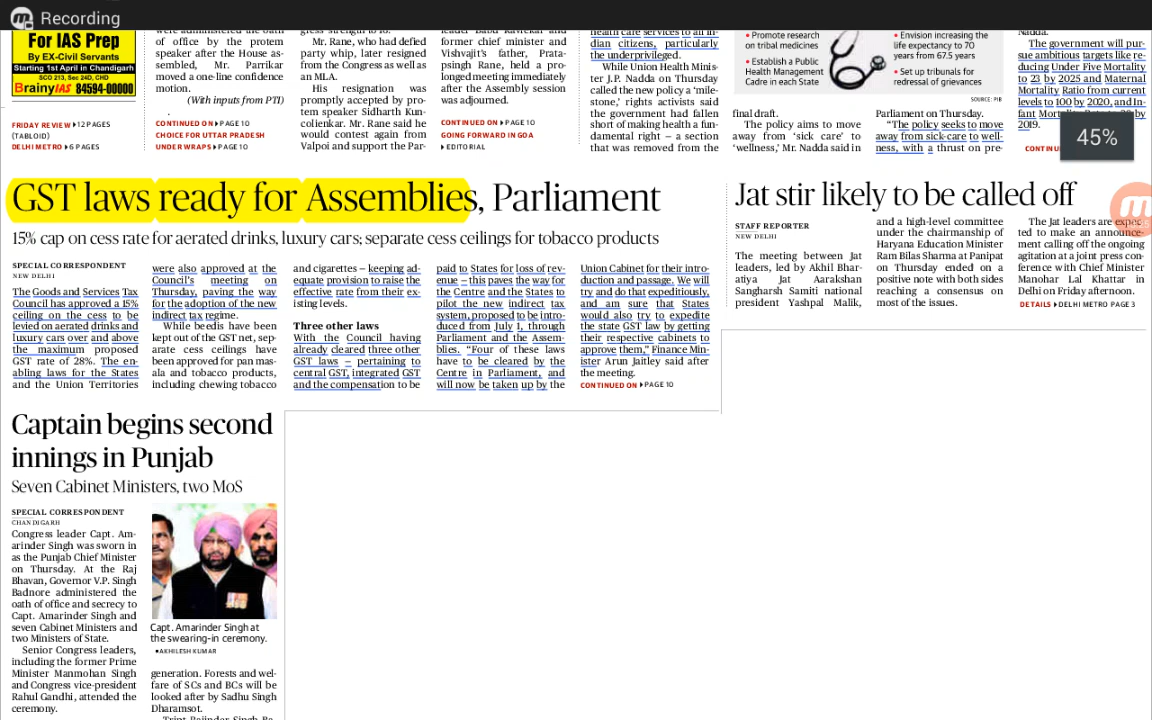 Recording
For IAS Prep
By EX-Civil Servants
Starting 1st April in Chandigarh
SCO 213, Sec 24D, CHD
BrainyIAS 84594-00000
FRIDAY REVIEW 12 PAGES
(TABLOID)
DELHI METRO 6 PAGES
were administered the oath
of office by the protem
speaker after the House as-
sembled, Mr. Parrikar
moved a one-line confidence
motion.
(With inputs from PTI)
CONTINUED ON PAGE 10
CHOICE FOR UTTAR PRADESH
UNDER WRAPS PAGE 10
Mr. Rane, who had defied
party whip, later resigned
from the Congress as well as
an MLA.
His resignation was
promptly accepted by pro-
tem speaker Sidharth Kun-
colienkar. Mr. Rane said he
would contest again from
Valpoi and support the Par-
former chief minister and
Vishvajit's father, Prata-
psingh Rane, held a pro-
longed meeting immediately
after the Assembly session
was adjourned.
CONTINUED ON PAGE 10
GOING FORWARD IN GOA
EDITORIAL
health care services to all In-
dian citizens, particularly
the underprivileged.
While Union Health Minis-
ter J.P. Nadda on Thursday
called the new policy a ‘mile-
stone,’ rights activists said
the government had fallen
short of making health a fun-
damental right — a section
that was removed from the
• Promote research
on tribal medicines
• Establish a Public
Health Management
Cadre in each State
• Envision increasing the
life expectancy to 70
years from 67.5 years
• Set up tribunals for
redressal of grievances
SOURCE: PIB
final draft.
The policy aims to move
away from ‘sick care’ to
‘wellness,’ Mr. Nadda said in
Parliament on Thursday.
“The policy seeks to move
away from sick-care to well-
ness, with a thrust on pre-
Nadda.
The government will pur-
sue ambitious targets like re-
ducing Under Five Mortality
to 23 by 2025 and Maternal
Mortality Ratio from current
levels to 100 by 2020, and In-
fant by
2019.
45%
GST laws ready for Assemblies, Parliament
15% cap on cess rate for aerated drinks, luxury cars; separate cess ceilings for tobacco products
SPECIAL CORRESPONDENT
NEW DELHI
The Goods and Services Tax
Council has approved a 15%
ceiling on the cess to be
levied on aerated drinks and
luxury cars over and above
the maximum proposed
GST rate of 28%. The en-
abling laws for the States
and the Union Territories
were also approved at the
Council's meeting on
Thursday, paving the way
for the adoption of the new
indirect tax regime.
While beedis have been
kept out of the GST net, sep-
arate cess ceilings have
been approved for pan mas-
ala and tobacco products,
including chewing tobacco
and cigarettes – keeping ad-
equate provision to raise the
effective rate from their ex-
isting levels.
Three other laws
With the Council having
already cleared three other
GST laws – pertaining to
central GST, integrated GST
and the compensation to be
paid to States for loss of rev-
enue – this paves the way for
the Centre and the States to
pilot the new indirect tax
system, proposed to be intro-
duced from July 1, through
Parliament and the Assem-
blies. “Four of these laws
have to be cleared by the
Centre in Parliament, and
will now be taken up by the
Union Cabinet for their intro-
duction and passage. We will
try and do that expeditiously,
and am sure that States
would also try to expedite
the state GST law by getting
their respective cabinets to
approve them,” Finance Min-
ister Arun Jaitley said after
the meeting.
CONTINUED ON PAGE 10
Jat stir likely to be called off
STAFF REPORTER
NEW DELHI
The meeting between Jat
leaders, led by Akhil Bhar-
atiya Jat Aarakshan
Sangharsh Samiti national
president Yashpal Malik,
and a high-level committee
under the chairmanship of
Haryana Education Minister
Ram Bilas Sharma at Panipat
on Thursday ended on a
positive note with both sides
reaching a consensus on
most of the issues.
The Jat leaders are expec-
ted to make an announce-
ment calling off the ongoing
agitation at a joint press con-
ference with Chief Minister
Manohar Lal Khattar in
Delhi on Friday afternoon.
DETAILS DELHI METRO PAGE 3
Captain begins second
innings in Punjab
Seven Cabinet Ministers, two MoS
SPECIAL CORRESPONDENT
CHANDIGARH
Congress leader Capt. Am-
arinder Singh was sworn in
as the Punjab Chief Minister
on Thursday. At the Raj
Bhavan, Governor V.P. Singh
Badnore administered the
oath of office and secrecy to
Capt. Amarinder Singh and
seven Cabinet Ministers and
two Ministers of State.
Senior Congress leaders,
including the former Prime
Minister Manmohan Singh
and Congress vice-president
Rahul Gandhi, attended the
ceremony.
Capt. Amarinder Singh at
the swearing-in ceremony.
•AKHILESH KUMAR
generation. Forests and wel-
fare of SCs and BCs will be
looked after by Sadhu Singh
Dharamsot.